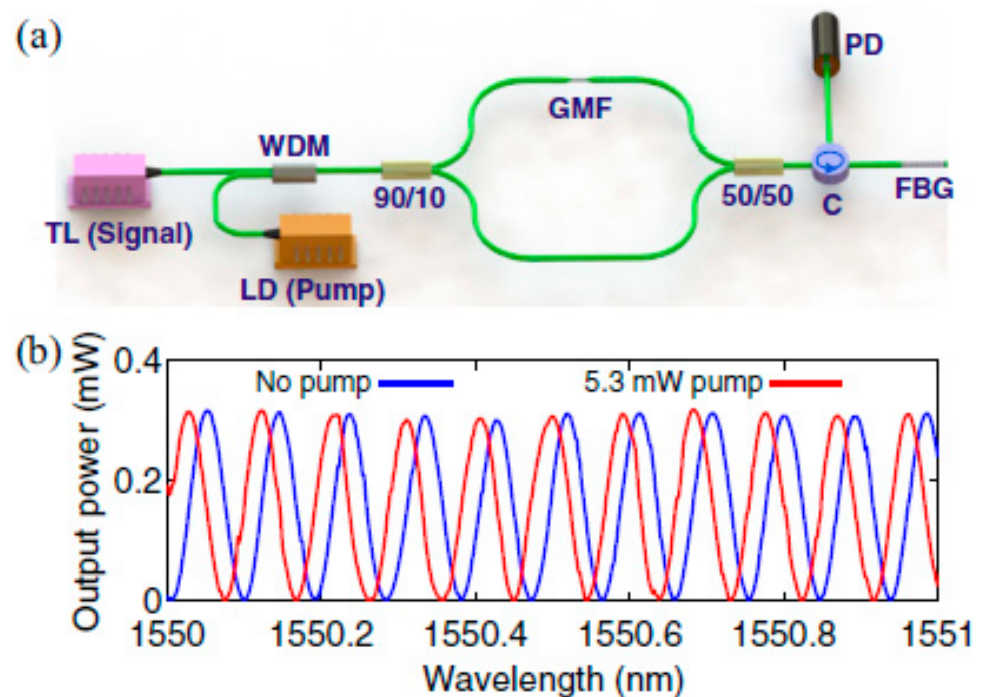 (a)
PD
GMF
WDM
90/10
50/50
C
FBG
TL (Signal)
LD (Pump)
(b)
Output power (mW)
0.4
0.2
0
No pump
5.3 mW pump
1550
1550.2
1550.4
1550.6
1550.8
1551
Wavelength (nm)